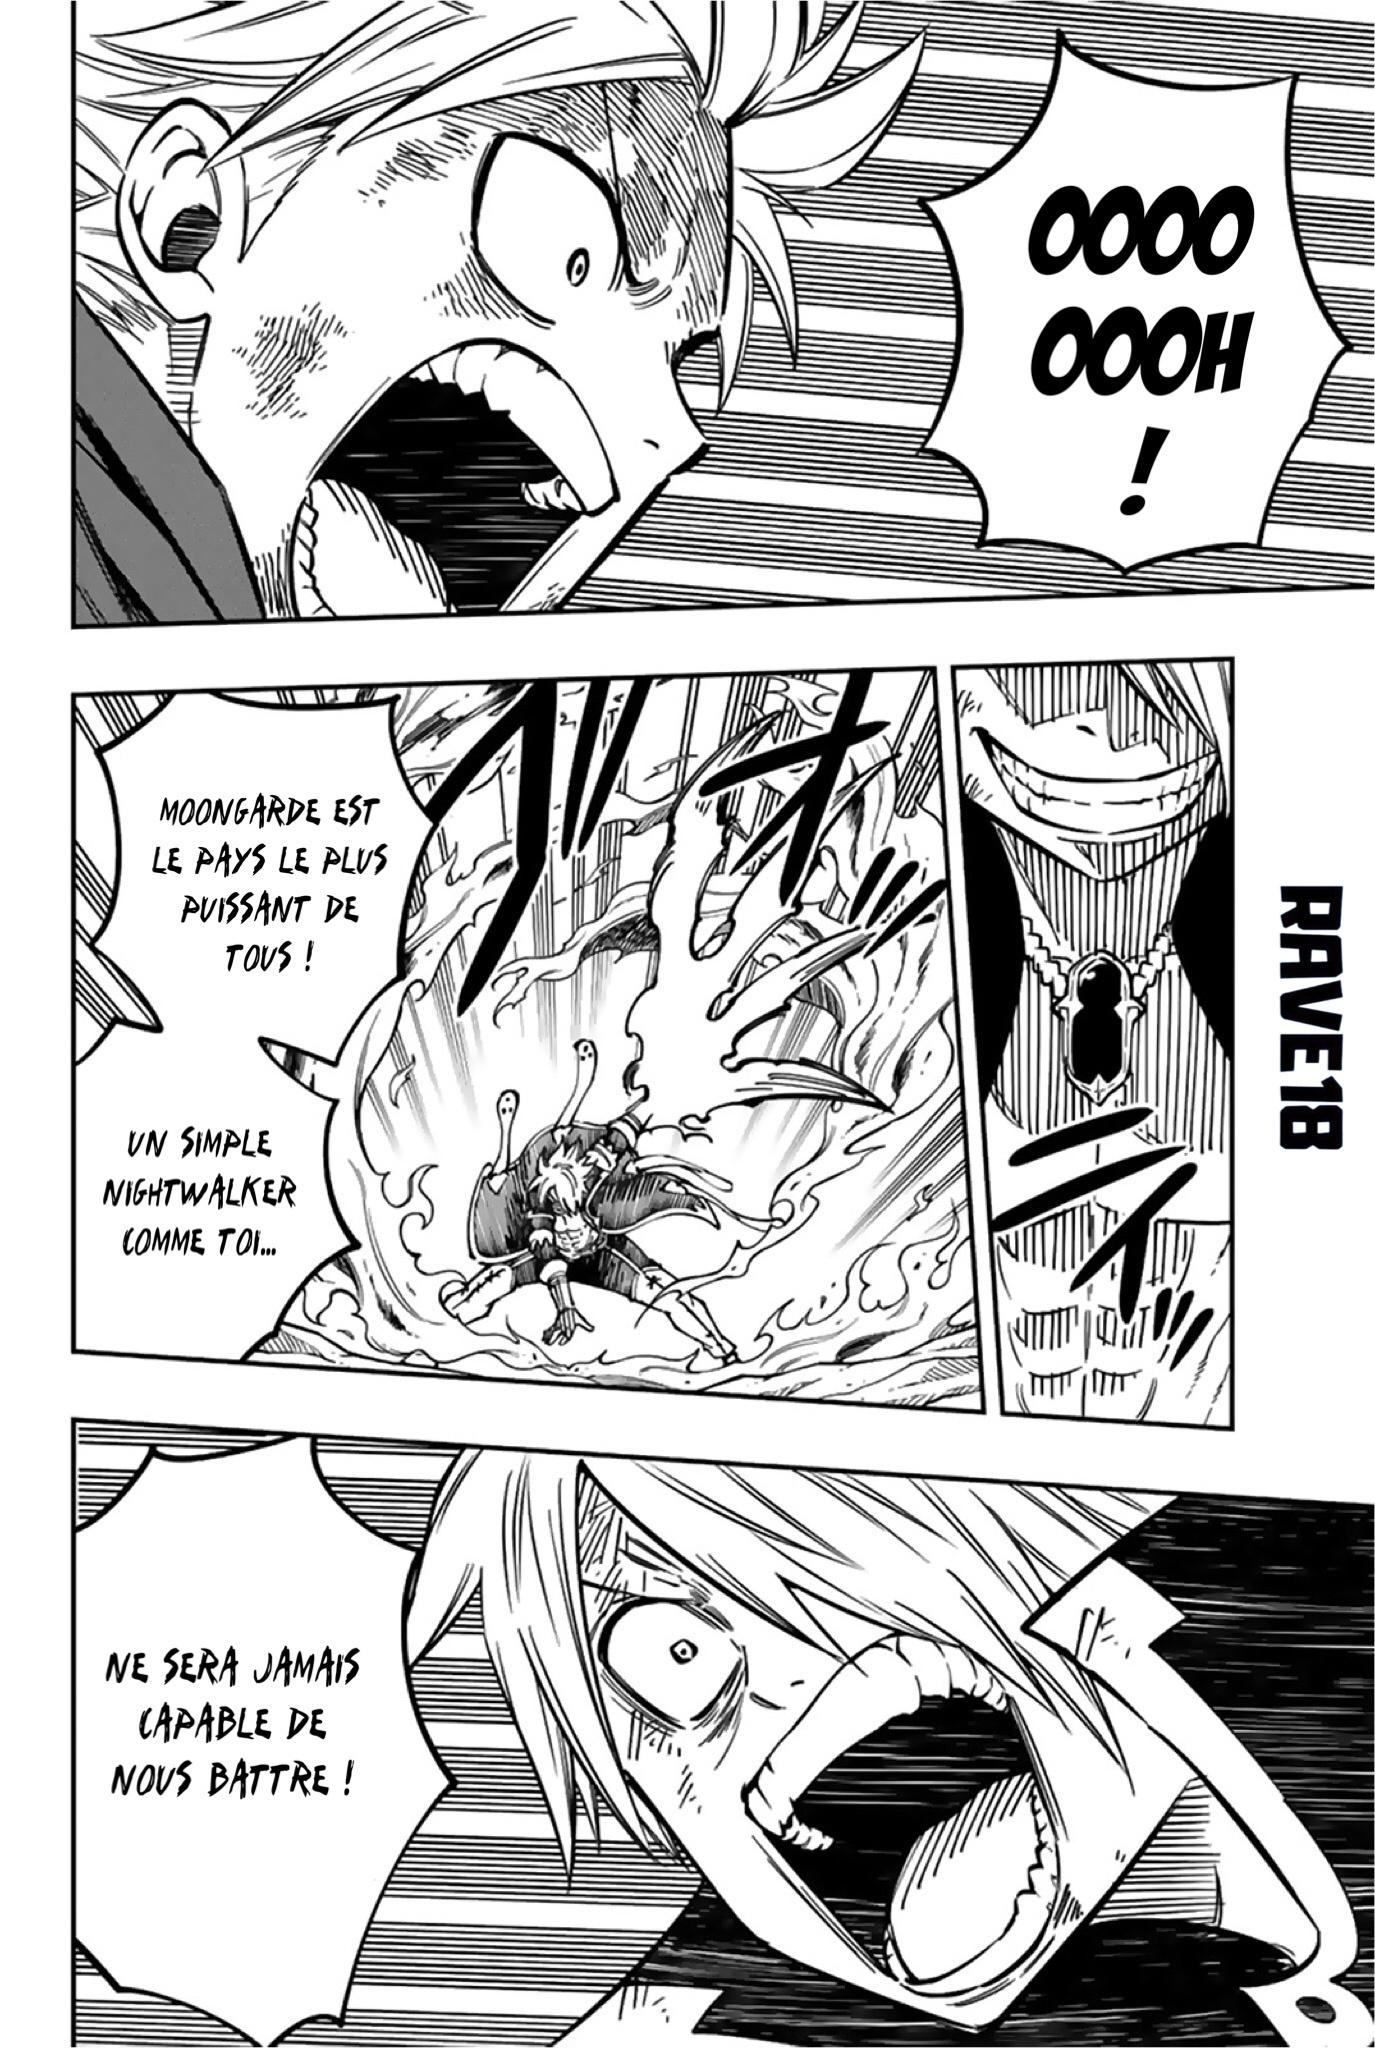 OOOO
OOOH
!
MOONGARDE EST
LE PAYS LE PLUS
PUISSANT DE
TOUS !
UN SIMPLE
NIGHTWALKER
COMME TOI...
RAVE18
NE SERA JAMAIS
CAPABLE DE
NOUS BATTRE !